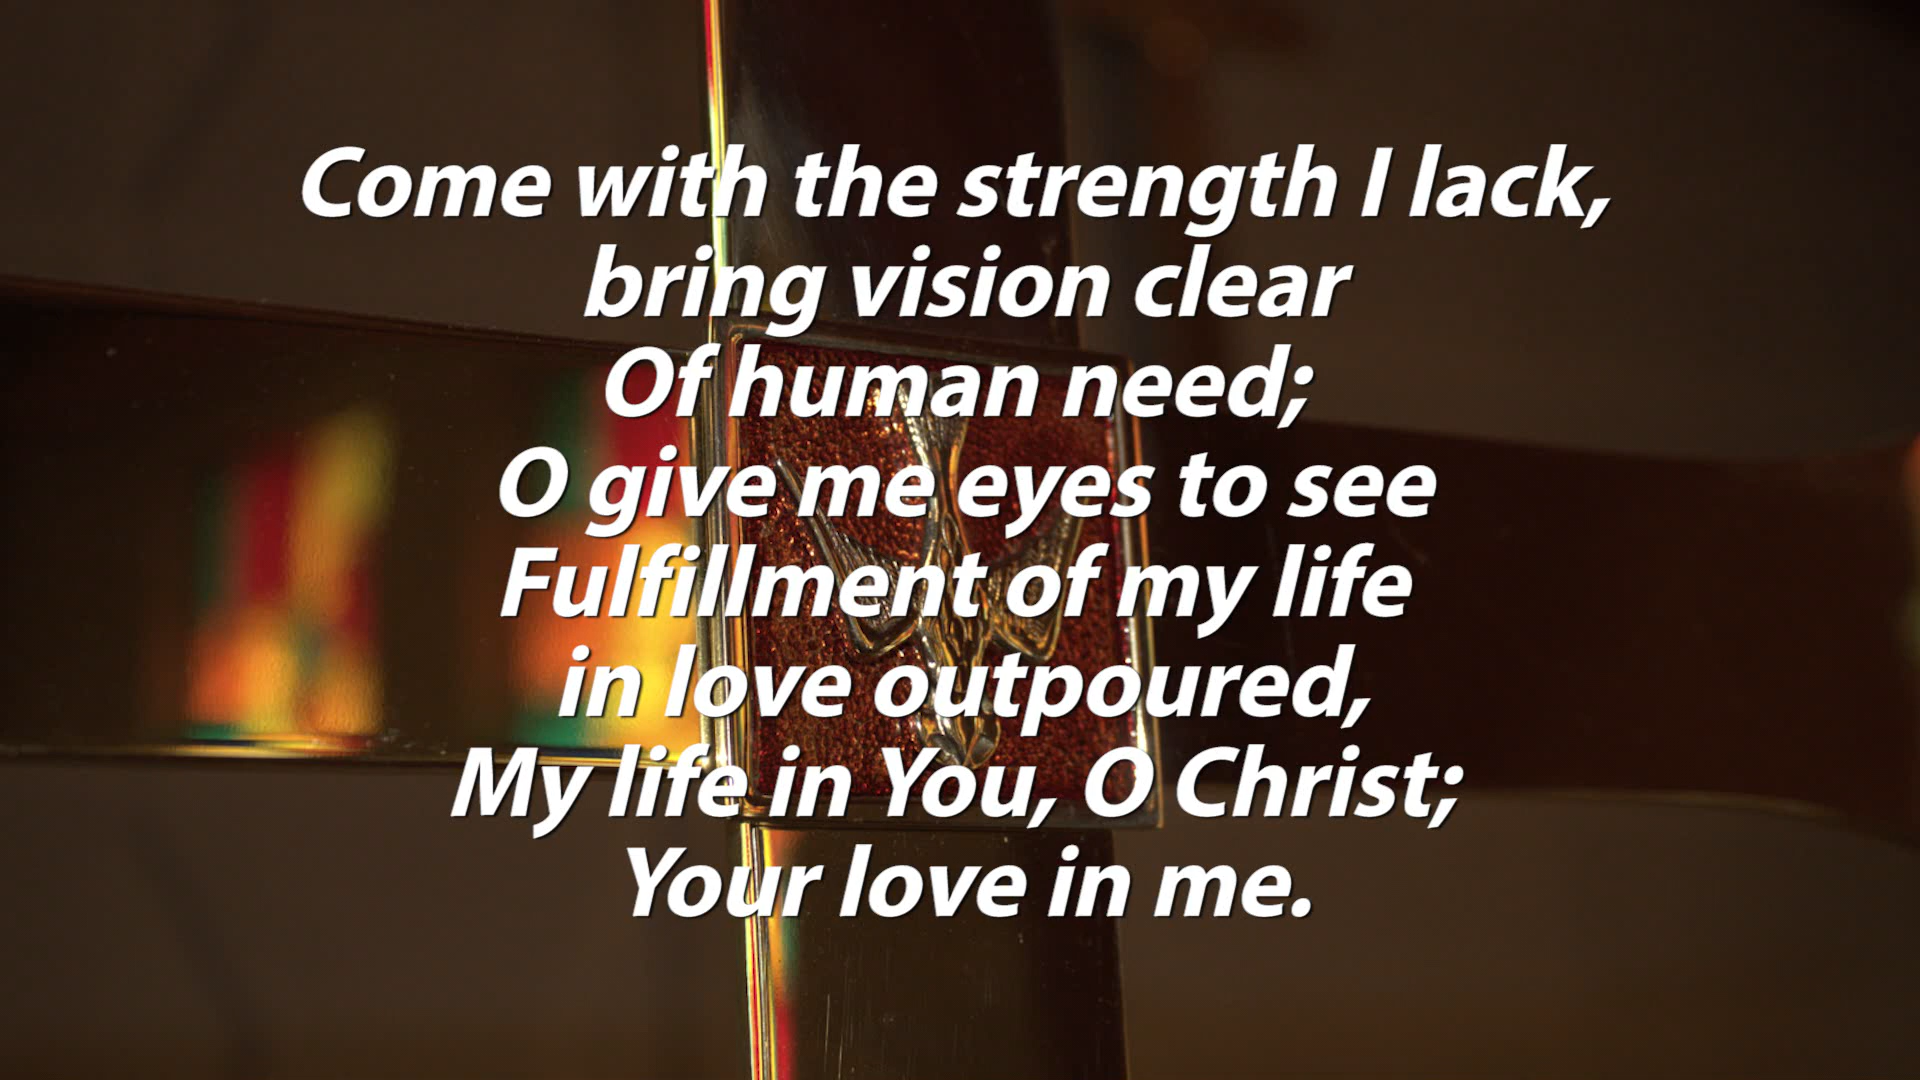 Come with the strength I lack,
bring vision clear
Of human need;
O give me eyes to see
Fulfillment of my life
in love outpoured,
My life in You, O Christ;
Your love in me.